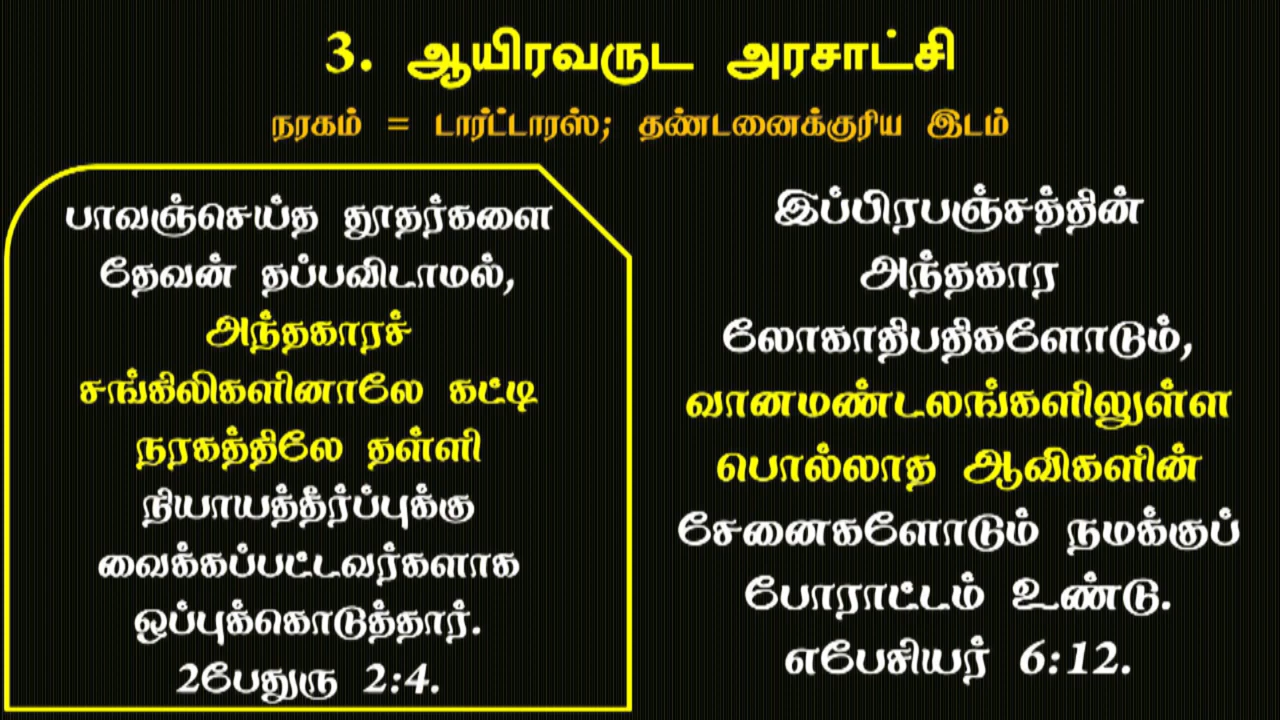 3. ஆயிரவருட அரசாட்சி
நரகம் = டார்ட்டாரஸ்; தண்டனைக்குரிய இடம்
பாவஞ்செய்த தூதர்களை
தேவன் தப்பவிடாமல்,
அந்தகாரச்
சங்கிலிகளினாலே கட்டி
நரகத்திலே தள்ளி
நியாயத்தீர்ப்புக்கு
வைக்கப்பட்டவர்களாக
ஒப்புக்கொடுத்தார்.
2பேதுரு 2:4.
இப்பிரபஞ்சத்தின்
அந்தகார
லோகாதிபதிகளோடும்,
வானமண்டலங்களிலுள்ள
பொல்லாத ஆவிகளின்
சேனைகளோடும் நமக்குப்
போராட்டம் உண்டு.
எபேசியர் 6:12.